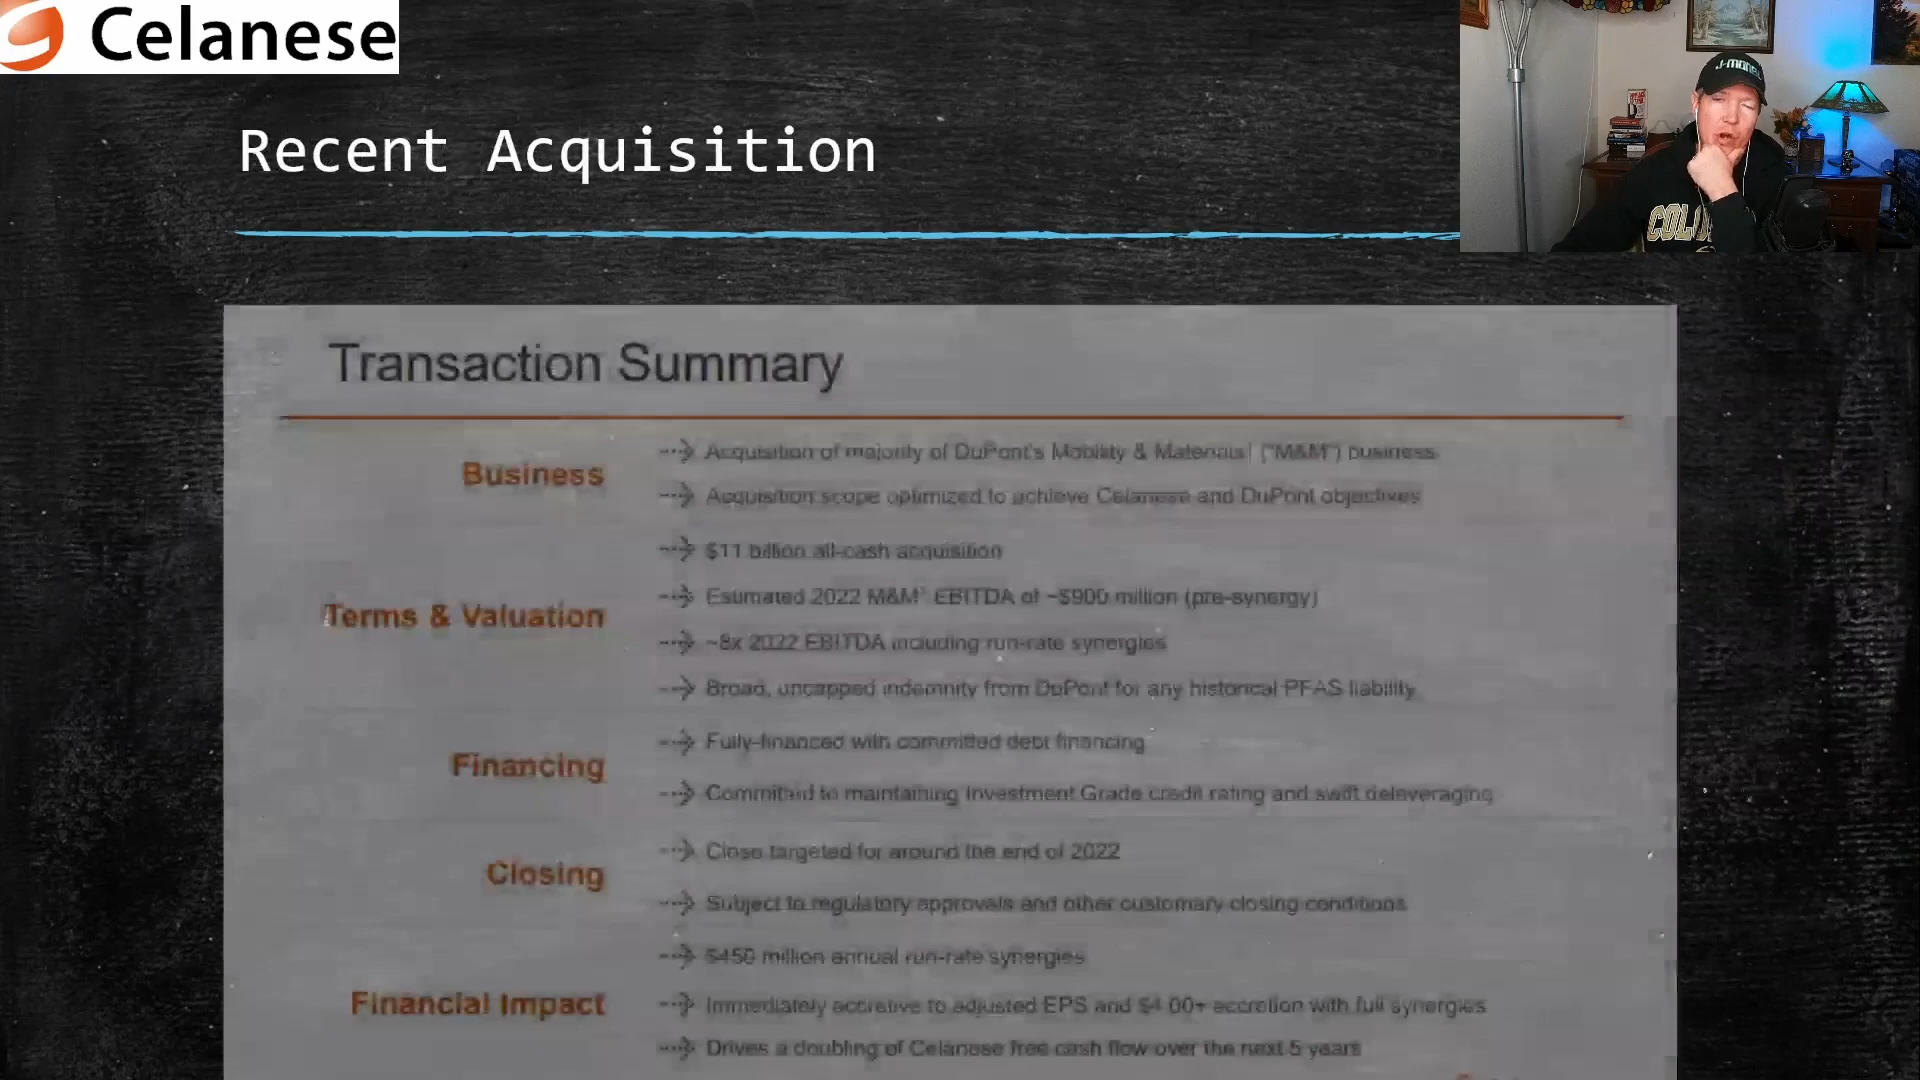 Celanese
J-mone
COLO
Recent Acquisition
Transaction Summary
Business
Acquisition of majority of DuPont's Mobility & Materials¹ ("M&M") business
Acquisition scope optimized to achieve Celanese and DuPont objectives
Terms & Valuation
$11 billion all-cash acquisition
Estimated 2022 M&M¹ EBITDA of ~$900 million (pre-synergy)
~8x 2022 EBITDA including run-rate synergies
Broad, uncapped indemnity from DuPont for any historical PFAS liability
Financing
Fully-financed with committed debt financing
Committed to maintaining Investment Grade credit rating and swift deleveraging
Closing
Close targeted for around the end of 2022
Subject to regulatory approvals and other customary closing conditions
Financial Impact
$450 million annual run-rate synergies
Immediately accretive to adjusted EPS and $4.00+ accretion with full synergies
Drives a doubling of Celanese free cash flow over the next 5 years